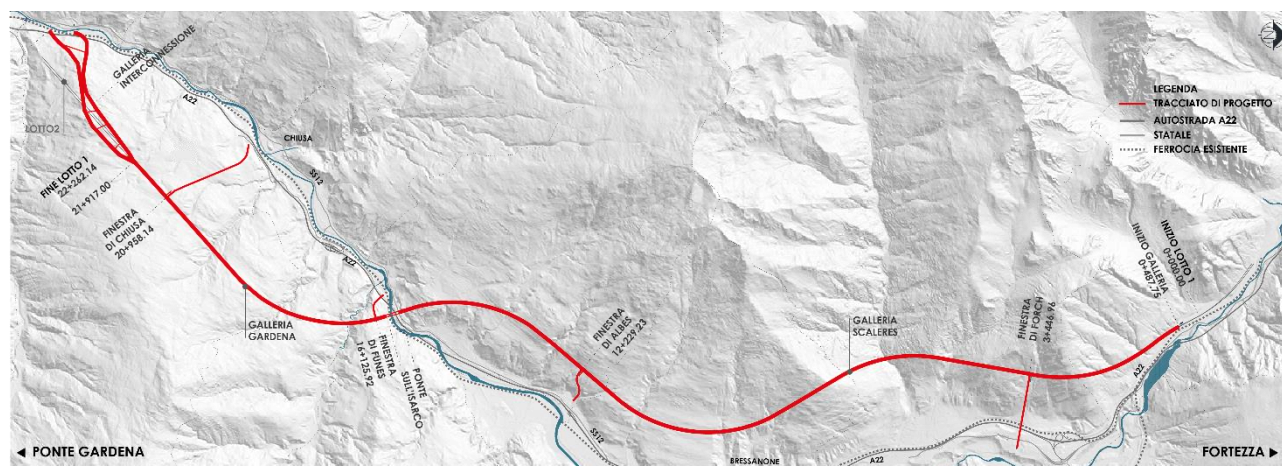 GALLERIA
INTERCONNESSIONE
A22
CHIUSA
LOTTO2
SS12
FINE LOTTO 1
22+262.14
21+917.00
FINESTRA
DI CHIUSA
20+958.14
A22
GALLERIA
GARDENA
FINESTRA
DI FUNES
16+125.92
PONTE
SULL'ISARCO
FINESTRA
DI ALBES
12+229.23
SS12
BRESSANONE
GALLERIA
SCALERES
FINESTRA
DI FORCH
3+446.96
INIZIO LOTTO 1
0+000.00
INIZIO GALLERIA
0+487.75
A22
A22
LEGENDA
TRACCIATO DI PROGETTO
AUTOSTRADA A22
STATALE
FERROCIA ESISTENTE
◄ PONTE GARDENA
FORTEZZA ►